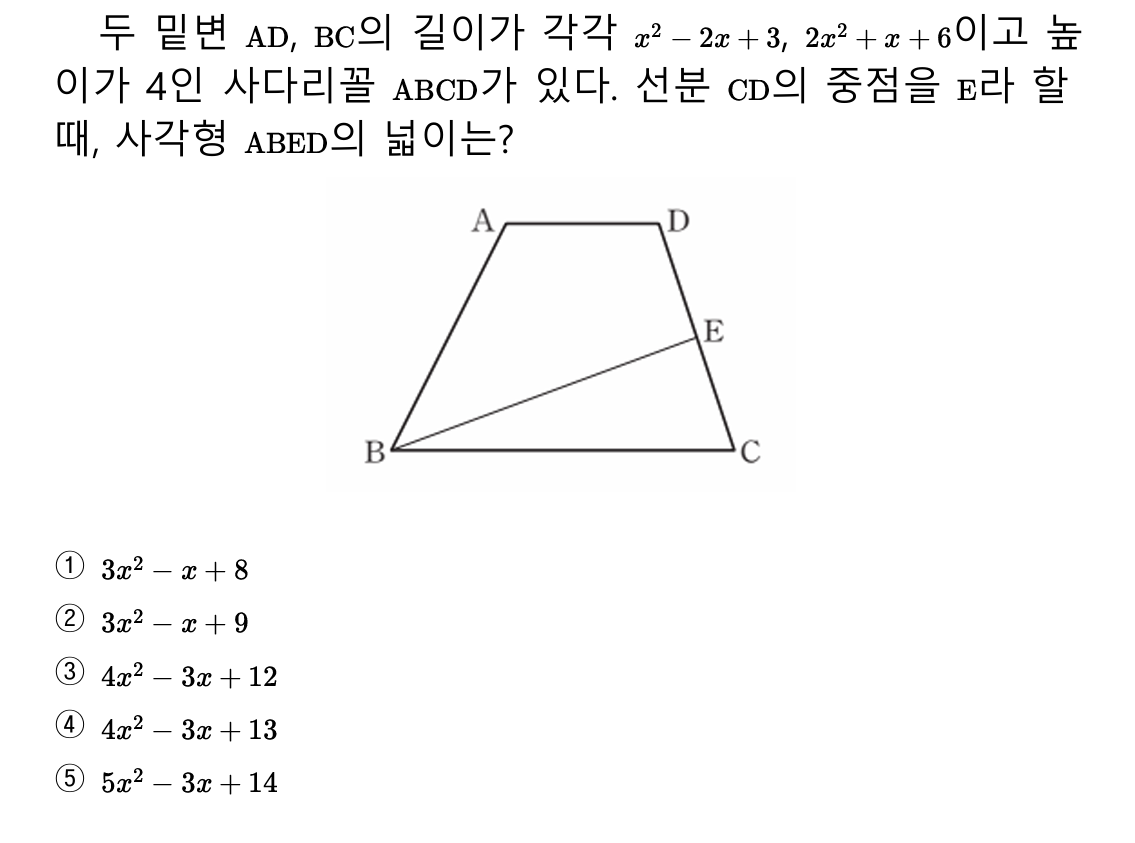 두 밑변 AD, BC의 길이가 각각 x² − 2x + 3, 2x² + x + 6이고 높
이가 4인 사다리꼴 ABCD가 있다. 선분 CD의 중점을 E라 할
때, 사각형 ABED의 넓이는?
A
D
E
B
C
① 3x² − x + 8
② 3x² − x + 9
③ 4x² − 3x + 12
④ 4x² − 3x + 13
⑤ 5x² − 3x + 14